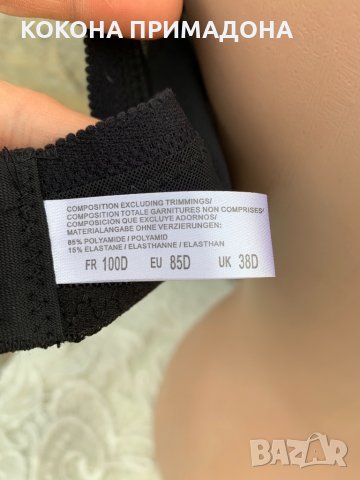 КОКОНА ПРИМАДОНА
COMPOSITION EXCLUDING TRIMMINGS/
COMPOSITION TOTALE GARNITURES NON COMPRISES/
COMPOSICIÓN QUE EXCLUYE ADORNOS/
MATERIALANGABE OHNE VERZIERUNGEN:
85% POLYAMIDE / POLYAMID
15% ELASTANE / ELASTHANNE / ELASTHAN
FR 100D EU 85D UK 38D
BAZAR